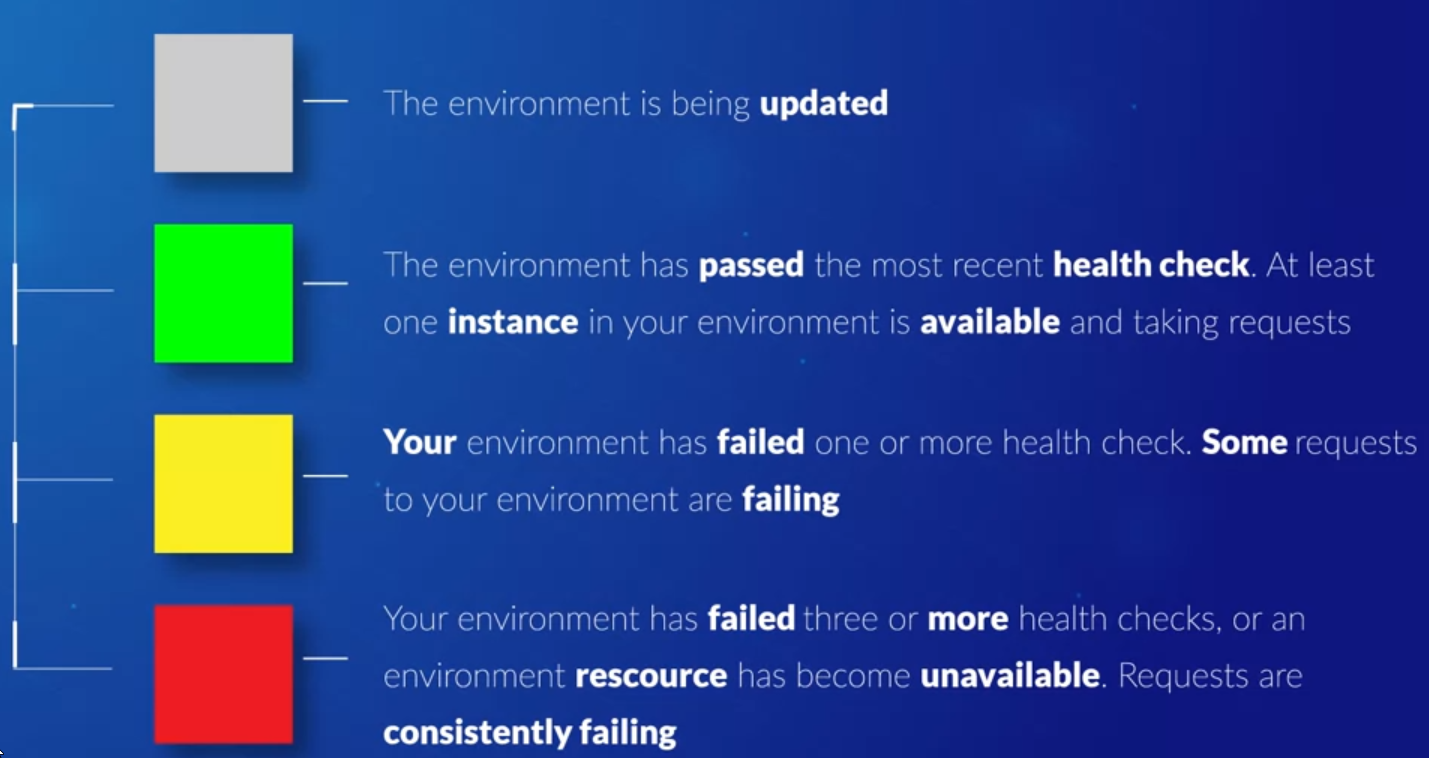 The environment is being updated
The environment has passed the most recent health check. At least
one instance in your environment is available and taking requests
Your environment has failed one or more health check. Some requests
to your environment are failing
Your environment has failed three or more health checks, or an
environment rescource has become unavailable. Requests are
consistently failing